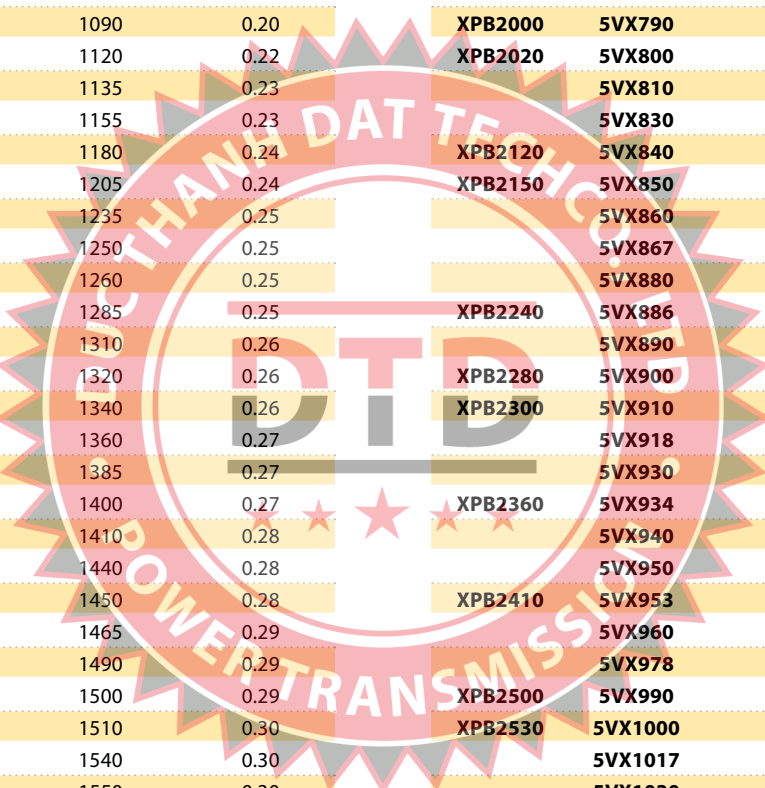 1090 0.20 XPB2000 5VX790
1120 0.22 XPB2020 5VX800
1135 0.23 5VX810
1155 0.23 5VX830
1180 0.24 XPB2120 5VX840
1205 0.24 XPB2150 5VX850
1235 0.25 5VX860
1250 0.25 5VX867
1260 0.25 5VX880
1285 0.25 XPB2240 5VX886
1310 0.26 5VX890
1320 0.26 XPB2280 5VX900
1340 0.26 XPB2300 5VX910
1360 0.27 5VX918
1385 0.27 5VX930
1400 0.27 XPB2360 5VX934
1410 0.28 5VX940
1440 0.28 5VX950
1450 0.28 XPB2410 5VX953
1465 0.29 5VX960
1490 0.29 5VX978
1500 0.29 XPB2500 5VX990
1510 0.30 XPB2530 5VX1000
1540 0.30 5VX1017
THANH DAT TECHCO. LTD
DTD
POWER TRANSMISSION